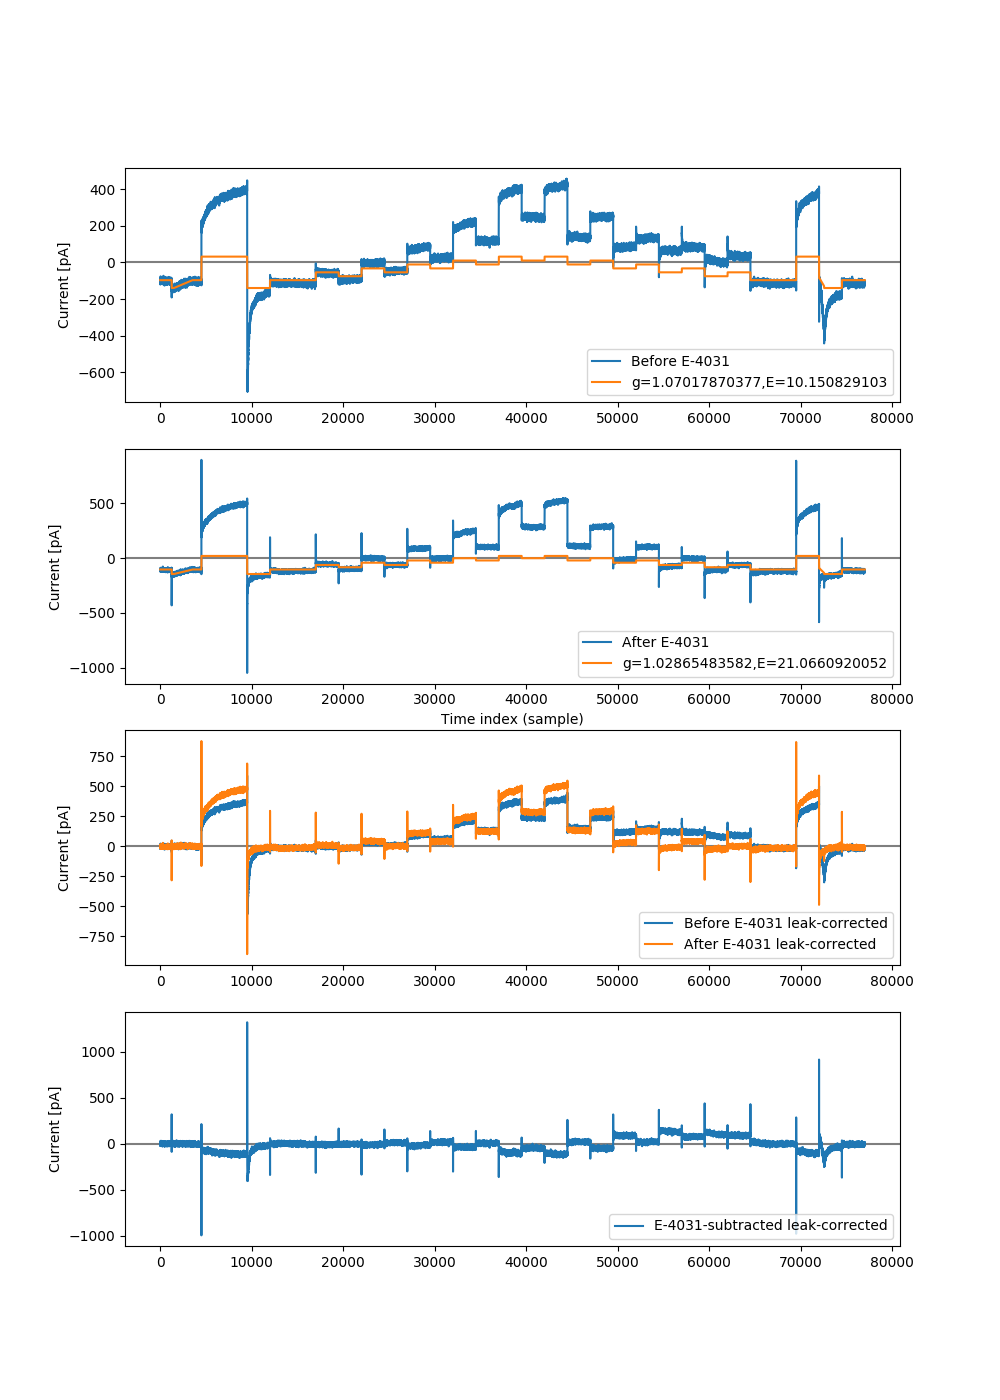 400
200
0
−200
−400
−600
Current [pA]
Before E-4031
g=1.07017870377,E=10.150829103
0 10000 20000 30000 40000 50000 60000 70000 80000
500
0
−500
−1000
Current [pA]
After E-4031
g=1.02865483582,E=21.0660920052
0 10000 20000 30000 40000 50000 60000 70000 80000
Time index (sample)
750
500
250
0
−250
−500
−750
Current [pA]
Before E-4031 leak-corrected
After E-4031 leak-corrected
0 10000 20000 30000 40000 50000 60000 70000 80000
1000
500
0
−500
−1000
Current [pA]
E-4031-subtracted leak-corrected
0 10000 20000 30000 40000 50000 60000 70000 80000